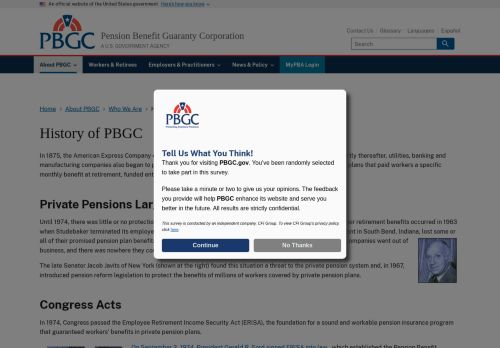 An official website of the United States government Here's how you know
PBGC
Pension Benefit Guaranty Corporation
A U.S. GOVERNMENT AGENCY
Contact Us Glossary Languages Español
Search
About PBGC Workers & Retirees Employers & Practitioners News & Policy MyPBA Login
Home > About PBGC > Who We Are >
History of PBGC
In 1875, the American Express Company
tly thereafter, utilities, banking and
manufacturing companies also began to p
lans that paid workers a specific
monthly benefit at retirement, funded ent
PBGC
Protecting America's Pensions
Tell Us What You Think!
Thank you for visiting PBGC.gov. You've been randomly selected
to take part in this survey.
Please take a minute or two to give us your opinions. The feedback
you provide will help PBGC enhance its website and serve you
better in the future. All results are strictly confidential.
This survey is conducted by an independent company, CFI Group. To view CFI Group's privacy policy
click here.
Continue No Thanks
Private Pensions Lar
Until 1974, there was little or no protectio
er retirement benefits occurred in 1963
when Studebaker terminated its employe
nt in South Bend, Indiana, lost some or
all of their promised pension plan benefit
ompanies went out of
business, and there was nowhere they co
The late Senator Jacob Javits of New York (shown at the right) found this situation a threat to the private pension system and, in 1967,
introduced pension reform legislation to protect the benefits of millions of workers covered by private pension plans.
Congress Acts
In 1974, Congress passed the Employee Retirement Income Security Act (ERISA), the foundation for a sound and workable pension insurance program
that guaranteed workers' benefits in private pension plans.
On September 2, 1974, President Gerald R. Ford signed ERISA into law, which established the Pension Benefit